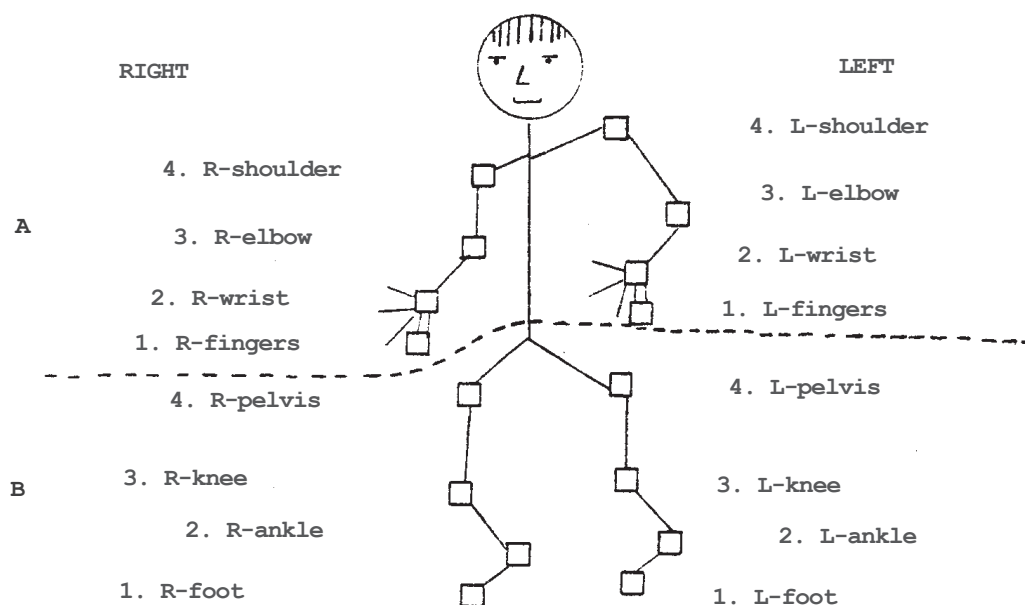 RIGHT
LEFT
4. L-shoulder
4. R-shoulder
3. L-elbow
A
3. R-elbow
2. L-wrist
2. R-wrist
1. L-fingers
1. R-fingers
4. R-pelvis
4. L-pelvis
B
3. R-knee
3. L-knee
2. R-ankle
2. L-ankle
1. R-foot
1. L-foot